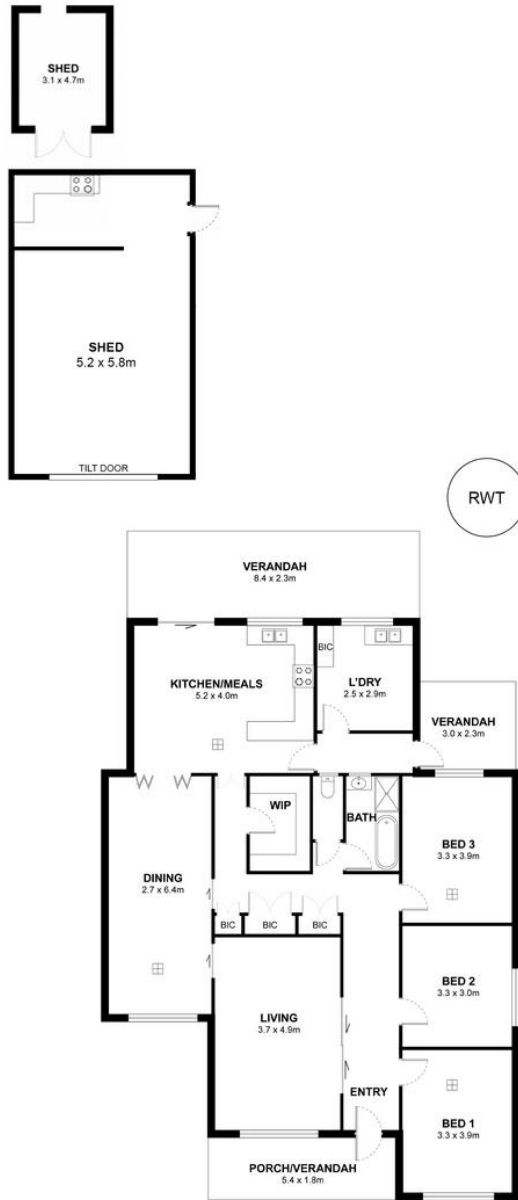 SHED
3.1 x 4.7m
SHED
5.2 x 5.8m
TILT DOOR
RWT
VERANDAH
8.4 x 2.3m
KITCHEN/MEALS
5.2 x 4.0m
BIC
L'DRY
2.5 x 2.9m
VERANDAH
3.0 x 2.3m
WIP
BATH
BED 3
3.3 x 3.9m
DINING
2.7 x 6.4m
BIC
BIC
BIC
BED 2
3.3 x 3.0m
LIVING
3.7 x 4.9m
ENTRY
BED 1
3.3 x 3.9m
PORCH/VERANDAH
5.4 x 1.8m